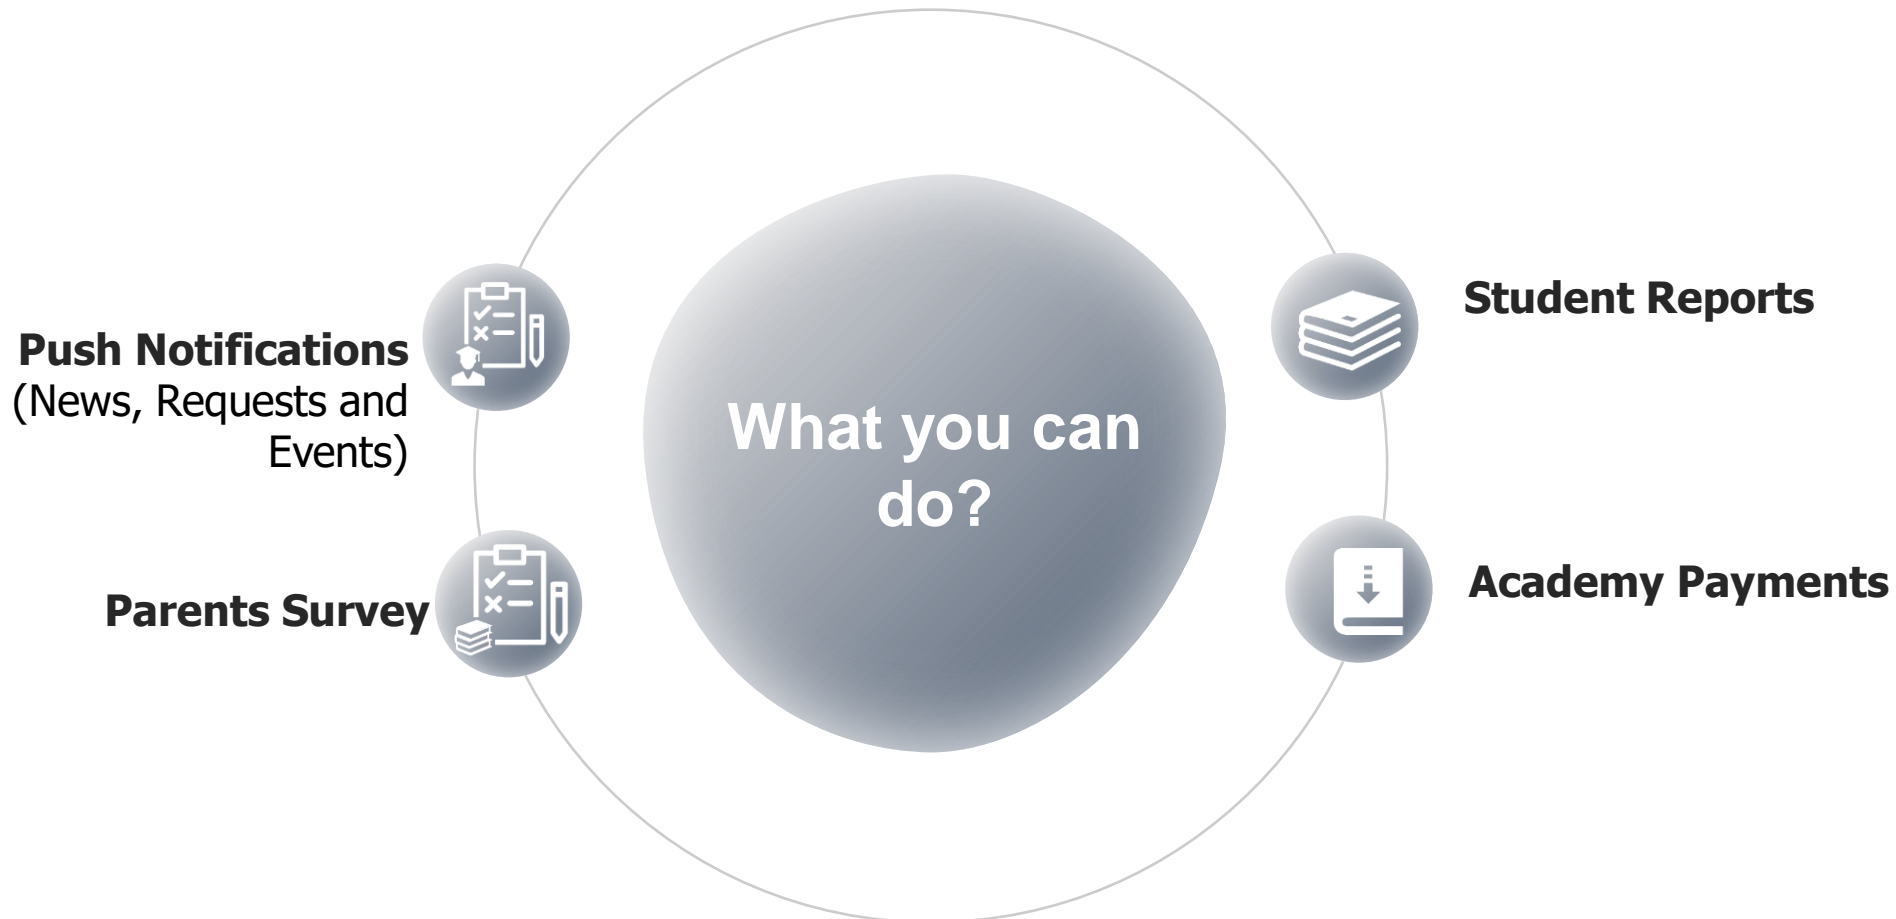 What you can
do?
Push Notifications
(News, Requests and
Events)
Parents Survey
Student Reports
Academy Payments